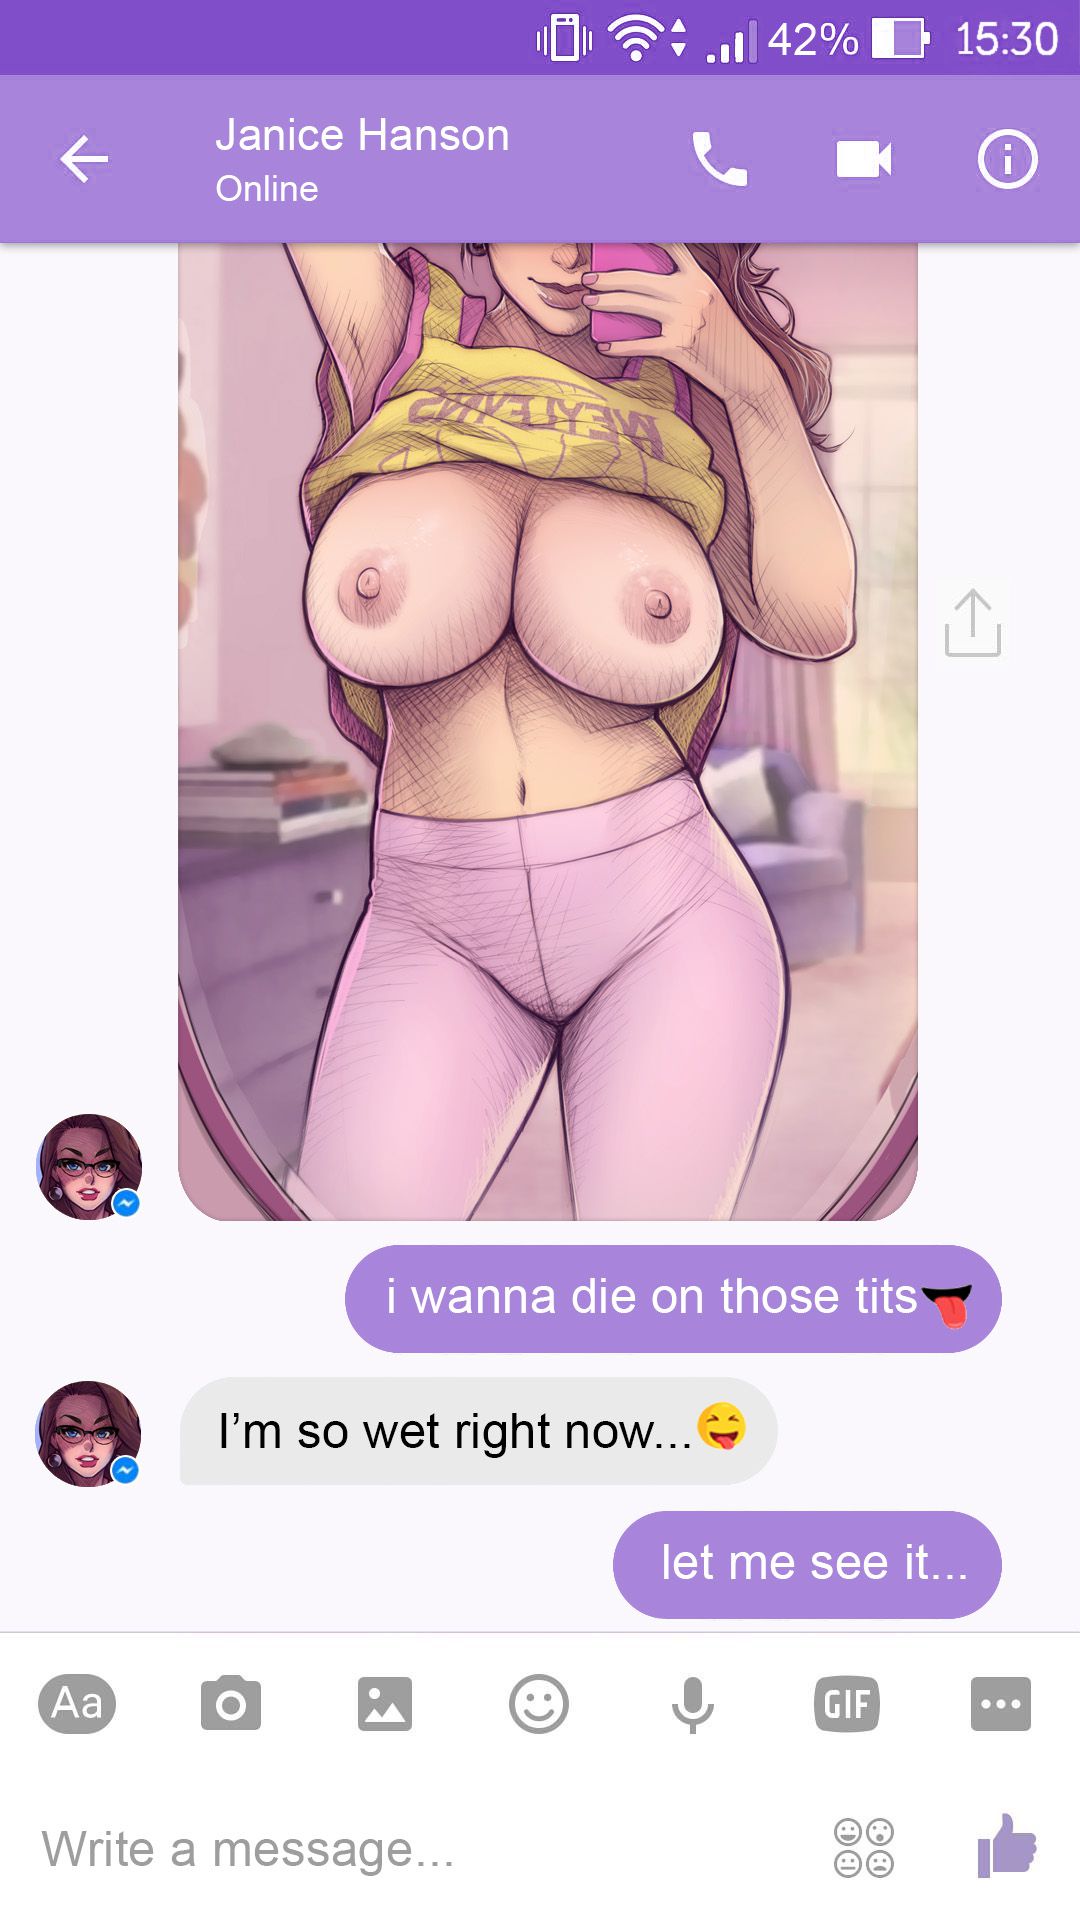 42% 15:30
Janice Hanson
Online
i wanna die on those tits
I'm so wet right now...
let me see it...
Aa
GIF
Write a message...